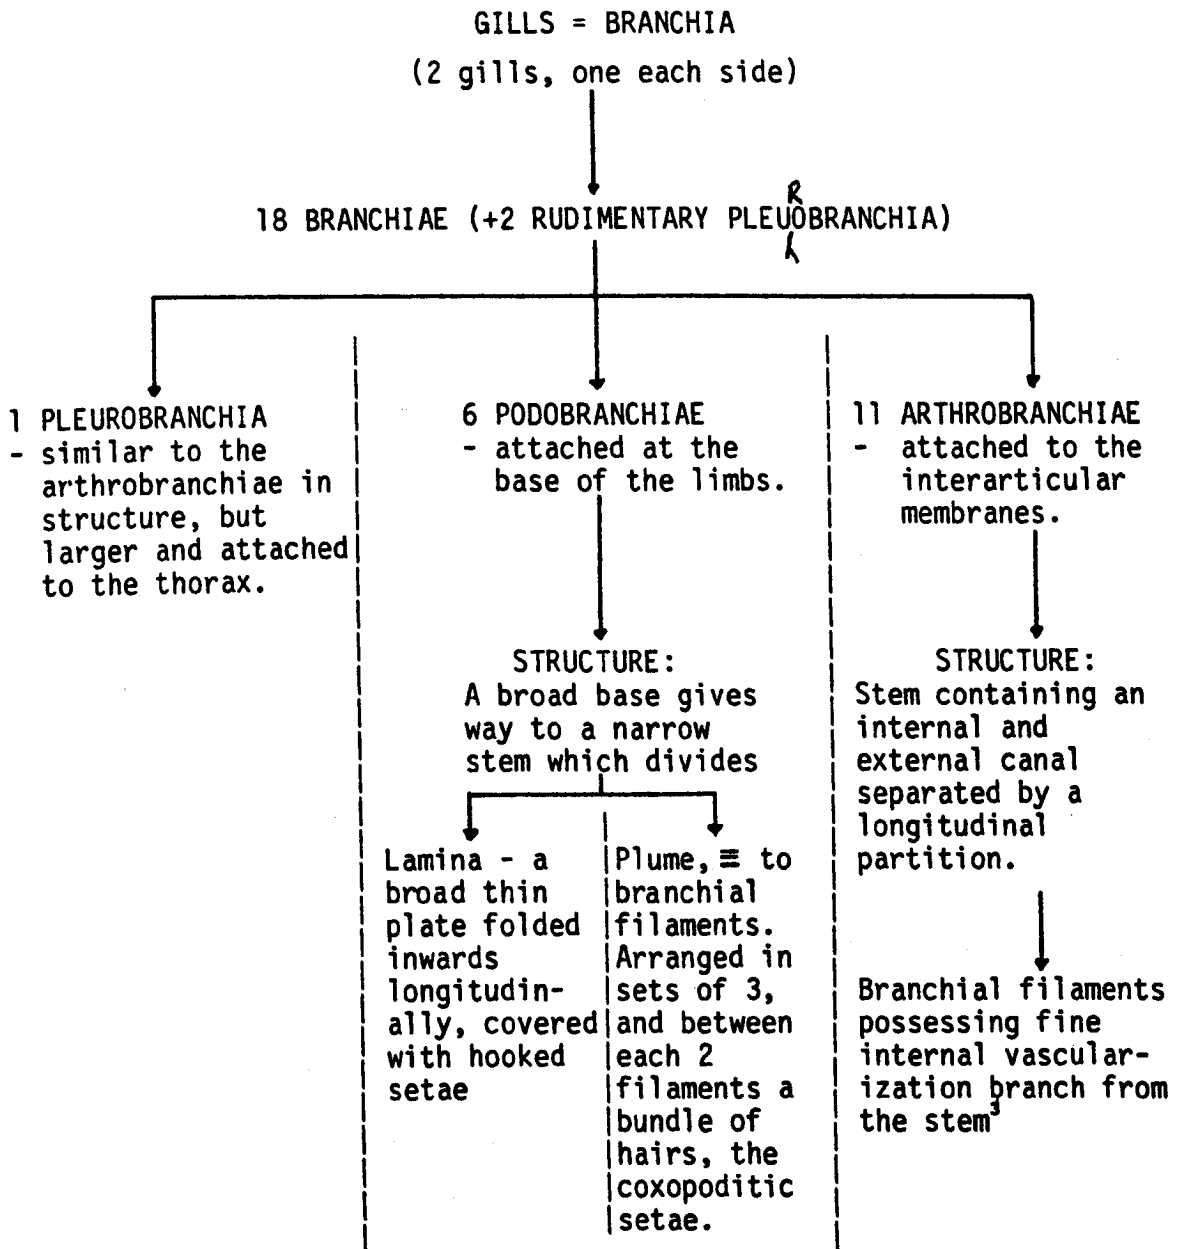 GILLS = BRANCHIA
(2 gills, one each side)
R
18 BRANCHIAE (+2 RUDIMENTARY PLEUOBRANCHIA)
1 PLEUROBRANCHIA
- similar to the
arthrobranchiae in
structure, but
larger and attached
to the thorax.
6 PODOBRANCHIAE
- attached at the
base of the limbs.
STRUCTURE:
A broad base gives
way to a narrow
stem which divides
Lamina - a
broad thin
plate folded
inwards
longitudin-
ally, covered
with hooked
setae
Plume, ≡ to
branchial
filaments.
Arranged in
sets of 3,
and between
each 2
filaments a
bundle of
hairs, the
coxopoditic
setae.
11 ARTHROBRANCHIAE
- attached to the
interarticular
membranes.
STRUCTURE:
Stem containing an
internal and
external canal
separated by a
longitudinal
partition.
Branchial filaments
possessing fine
internal vascular-
ization branch from
the stem³